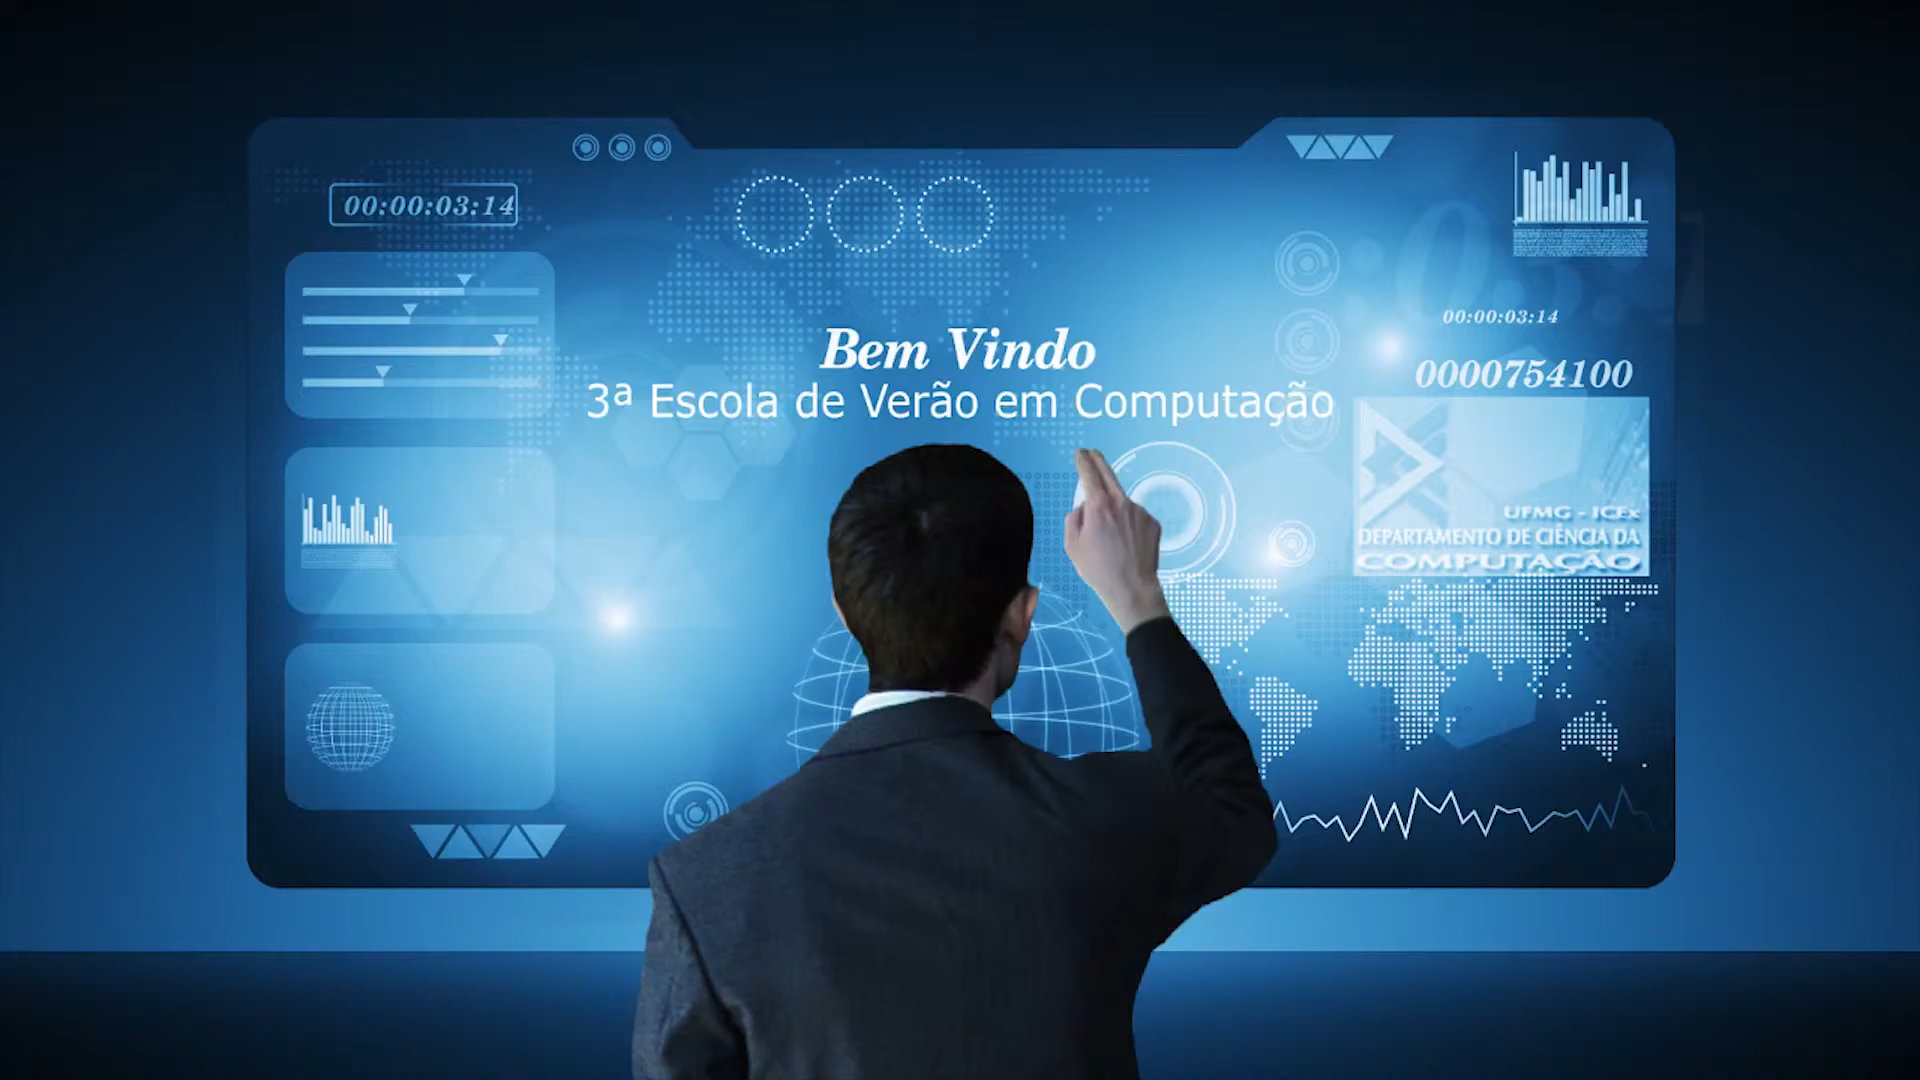 00:00:03:14
Bem Vindo
3ª Escola de Verão em Computação
00:00:03:14
0000754100
UFMG - ICEx
DEPARTAMENTO DE CIÊNCIA DA
COMPUTAÇÃO